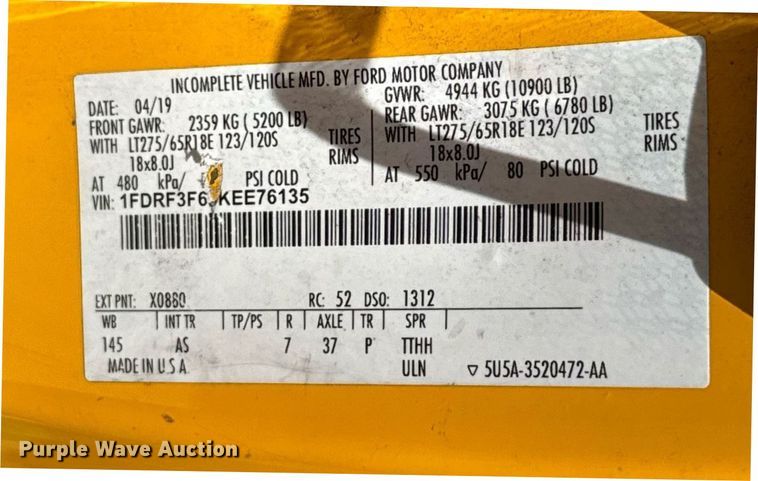 INCOMPLETE VEHICLE MFD. BY FORD MOTOR COMPANY
DATE: 04/19 GVWR: 4944 KG (10900 LB)
FRONT GAWR: 2359 KG ( 5200 LB) REAR GAWR: 3075 KG ( 6780 LB)
WITH LT275/65R18E 123/120S TIRES WITH LT275/65R18E 123/120S TIRES
18x8.0J RIMS 18x8.0J RIMS
AT 480 kPa/ PSI COLD AT 550 kPa/ 80 PSI COLD
VIN: 1FDRF3F6 KEE76135
EXT PNT: X0860 RC: 52 DSO: 1312
WB INT TR TP/PS R AXLE TR SPR
145 AS 7 37 P TTHH
MADE IN U.S.A. ULN ▽ 5U5A-3520472-AA
Purple Wave Auction